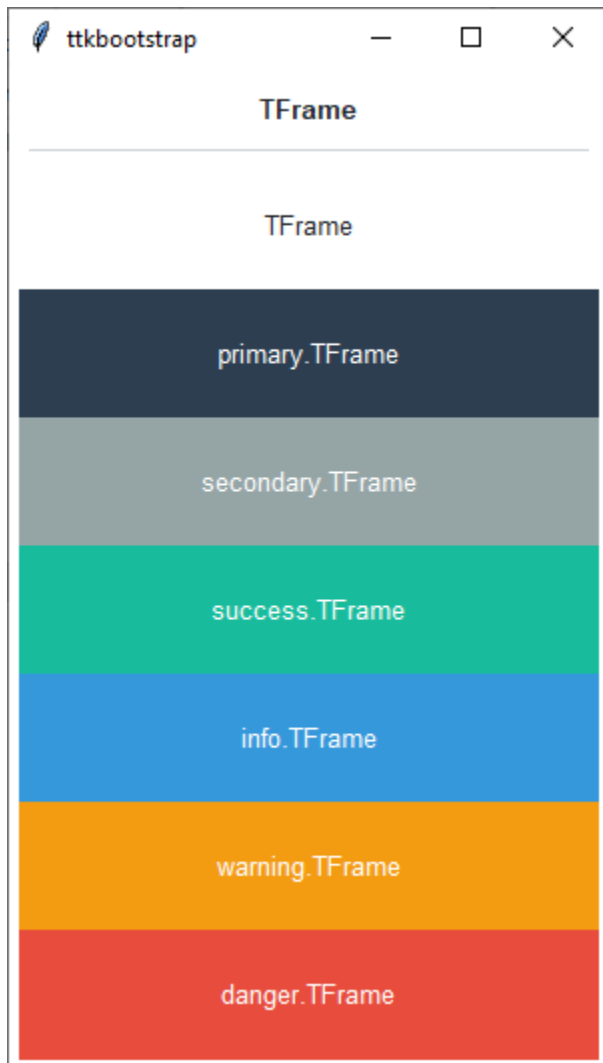 ttkbootstrap
TFrame
TFrame
primary.TFrame
secondary.TFrame
success.TFrame
info.TFrame
warning.TFrame
danger.TFrame